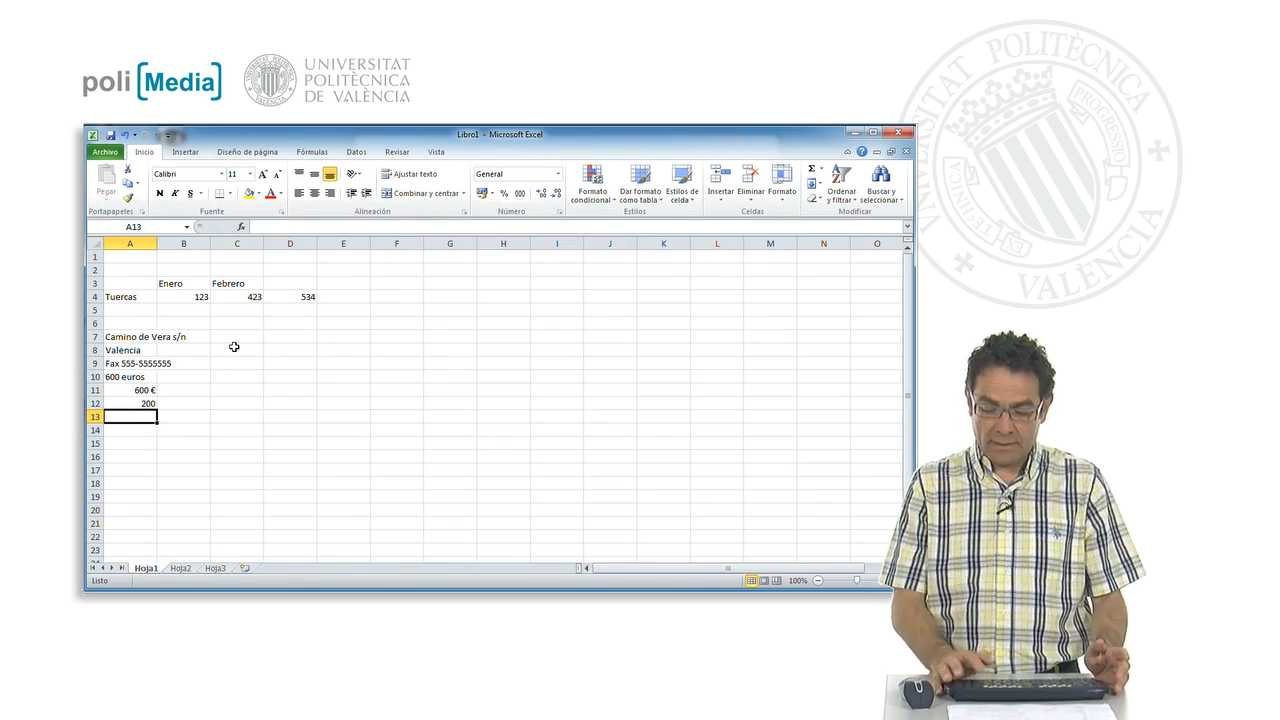 poli [Media]
UNIVERSITAT
POLITÈCNICA
DE VALÈNCIA
UNIVERSITAT POLITÈCNICA
PROGRESSIO
DE VALÈNCIA
Libro1 - Microsoft Excel
Archivo Inicio Insertar Diseño de página Fórmulas Datos Revisar Vista
Pegar
Calibri 11
N K S
Ajustar texto
Combinar y centrar
General
% 000
Formato condicional
Dar formato como tabla
Estilos de celda
Insertar Eliminar Formato
Σ
Ordenar y filtrar
Buscar y seleccionar
Portapapeles Fuente Alineación Número Estilos Celdas Modificar
A13 fx
A B C D E F G H I J K L M N O
1
2
3 Enero Febrero
4 Tuercas 123 423 534
5
6
7 Camino de Vera s/n
8 Valencia
9 Fax 555-5555555
10 600 euros
11 600 €
12 200
13
14
15
16
17
18
19
20
21
22
23
Hoja1 Hoja2 Hoja3
Listo 100%